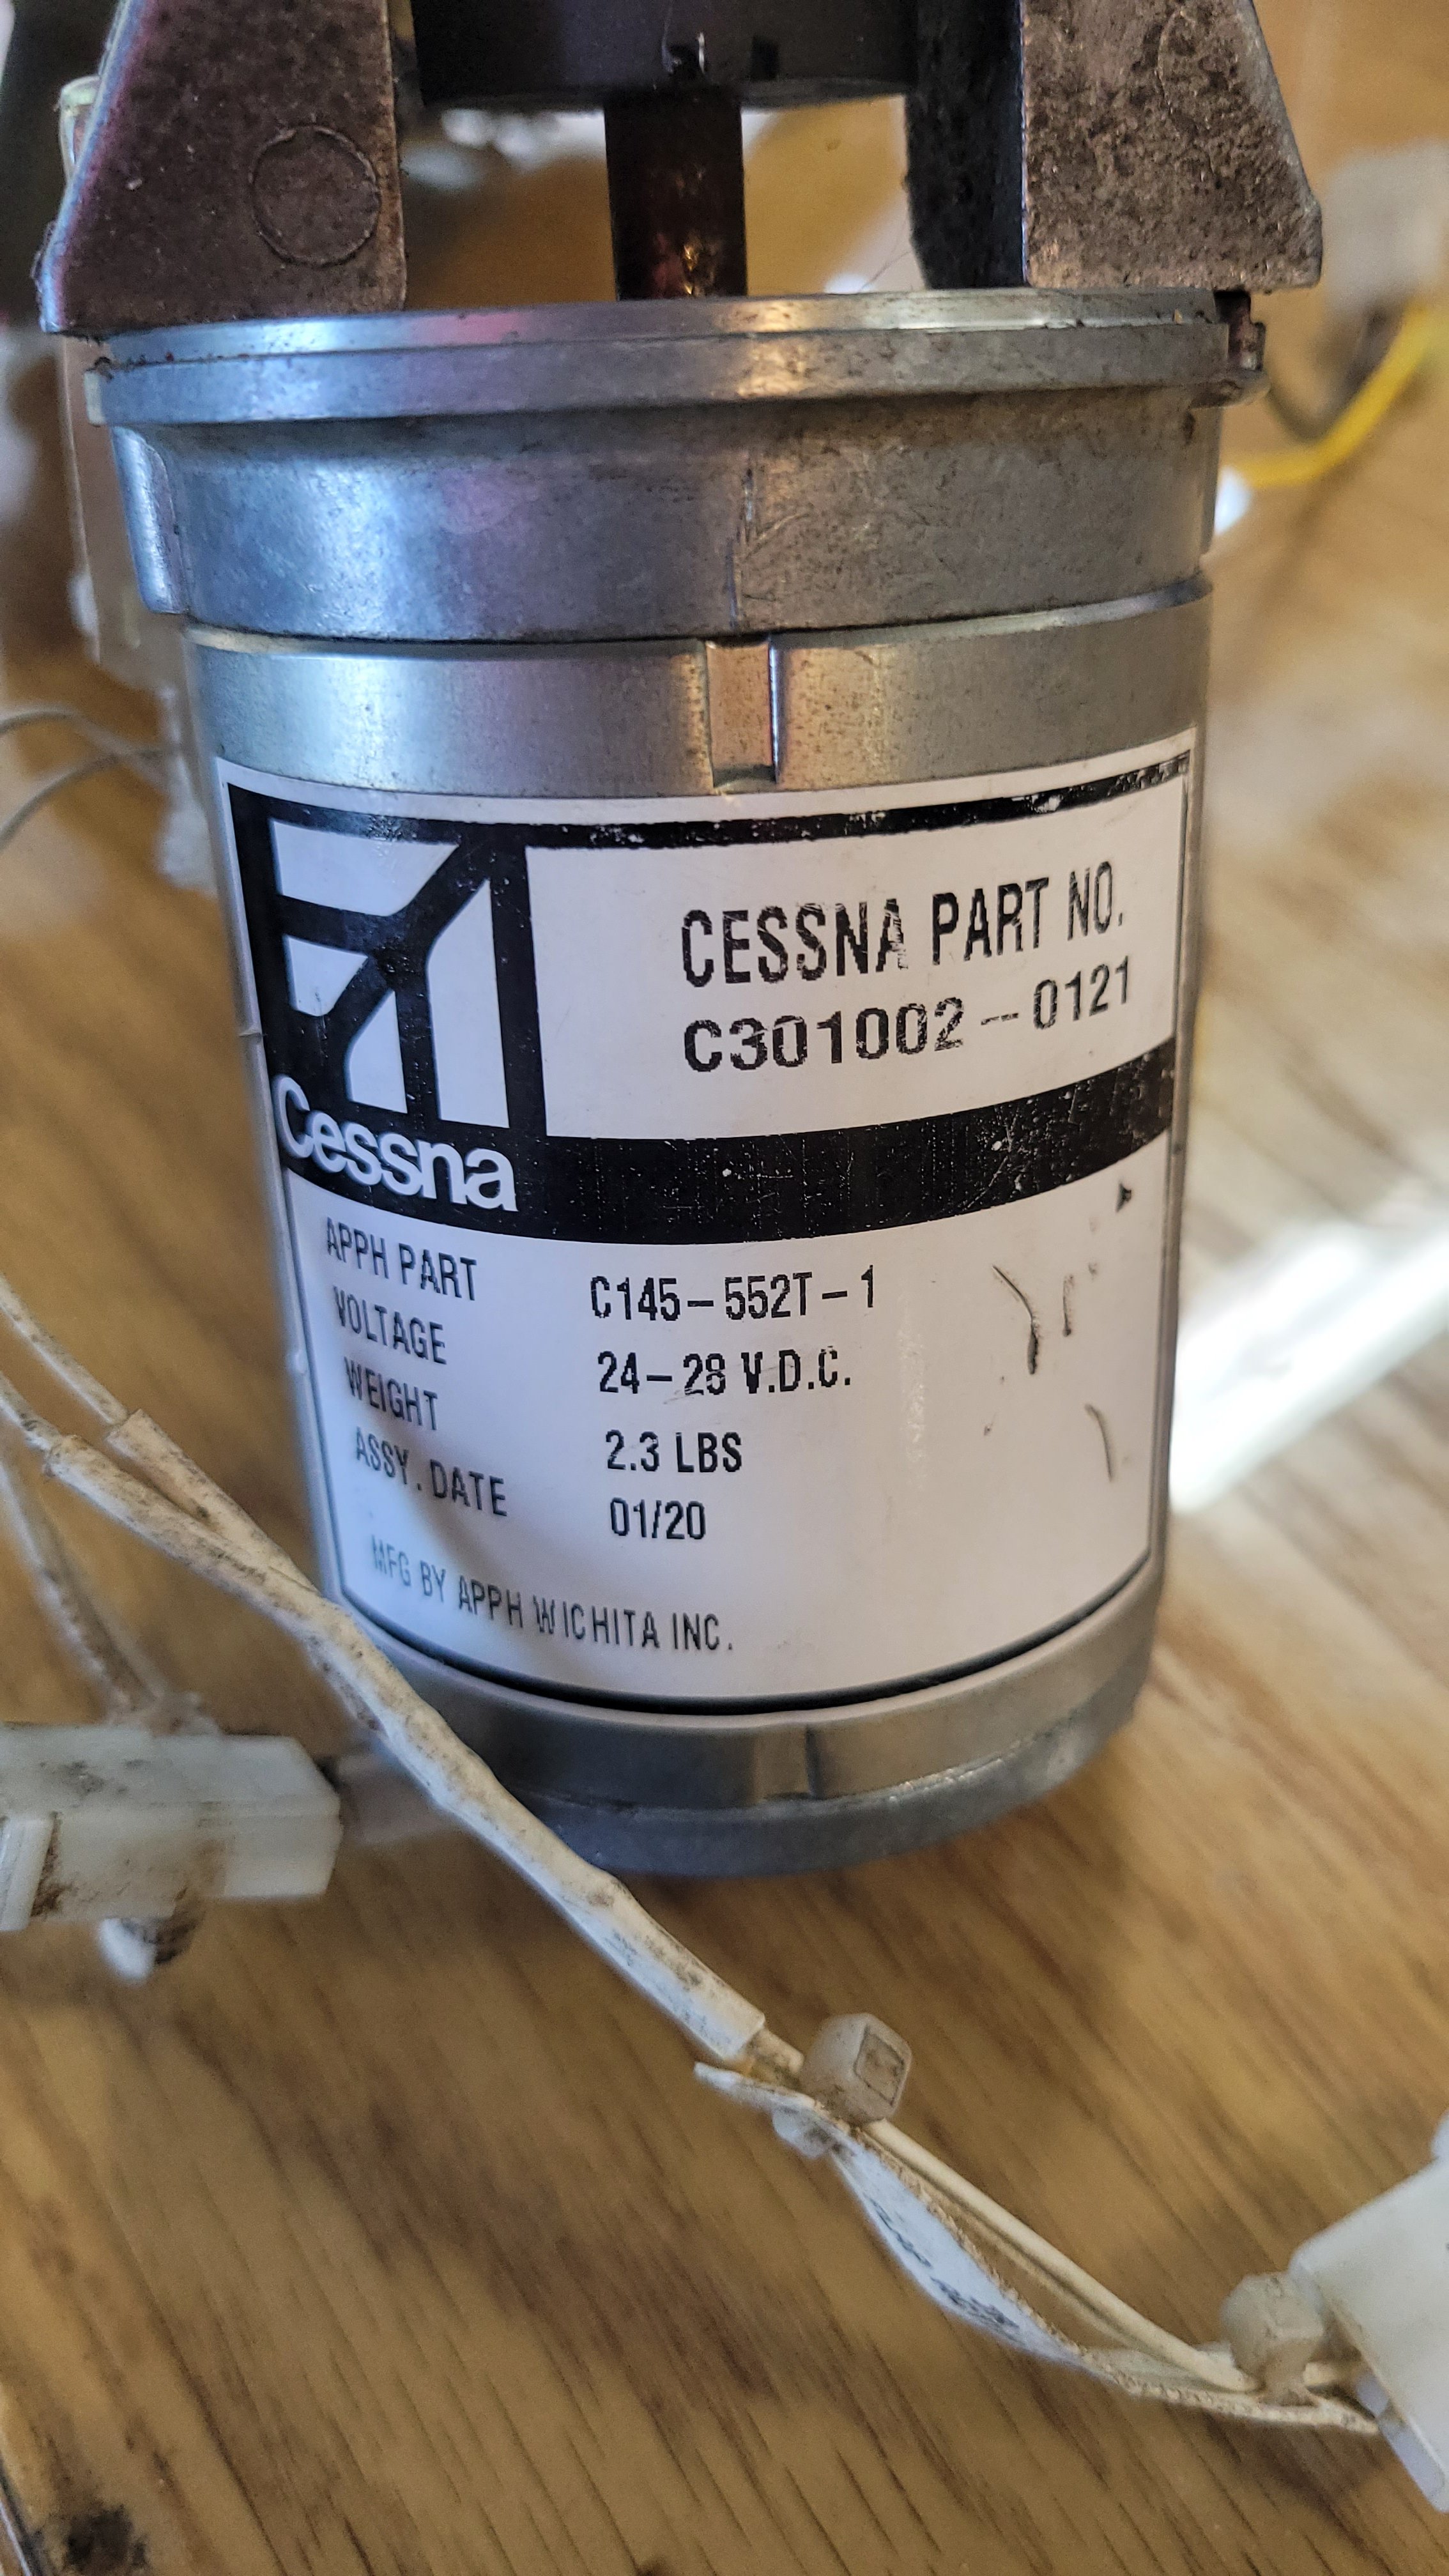 CESSNA PART NO.
C301002-0121
Cessna
APPH PART C145-552T-1
VOLTAGE 24-28 V.D.C.
WEIGHT 2.3 LBS
ASSY. DATE 01/20
MFG BY APPH WICHITA INC.